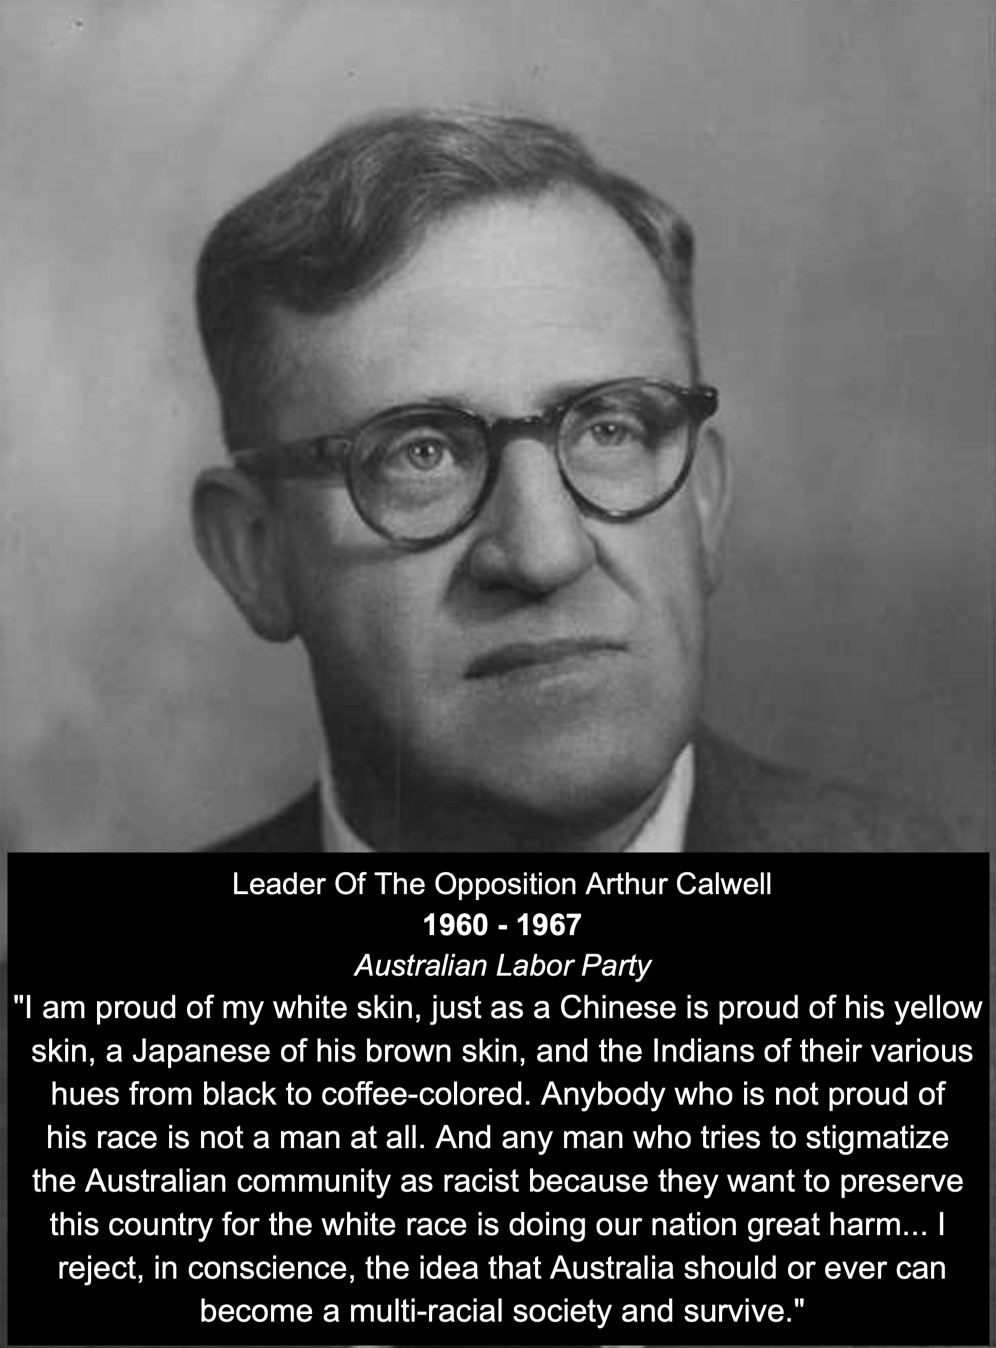 Leader Of The Opposition Arthur Calwell
1960 - 1967
Australian Labor Party
"I am proud of my white skin, just as a Chinese is proud of his yellow
skin, a Japanese of his brown skin, and the Indians of their various
hues from black to coffee-colored. Anybody who is not proud of
his race is not a man at all. And any man who tries to stigmatize
the Australian community as racist because they want to preserve
this country for the white race is doing our nation great harm... I
reject, in conscience, the idea that Australia should or ever can
become a multi-racial society and survive."